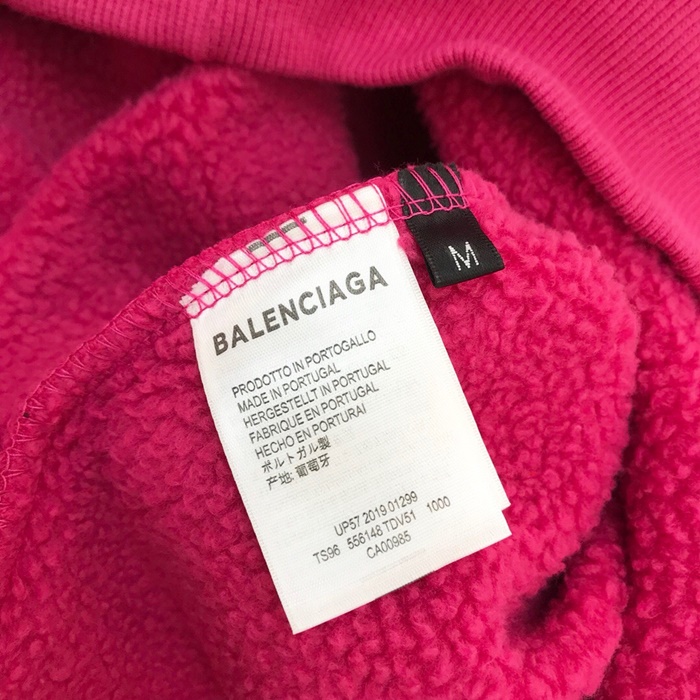 M
BALENCIAGA
PRODOTTO IN PORTOGALLO
MADE IN PORTUGAL
HERGESTELLT IN PORTUGAL
FABRIQUE EN PORTUGAL
HECHO EN PORTURAI
ポルトガル製
产地: 葡萄牙
UP57 2019 01299
TS96 556148 TDV51 1000
CA00985